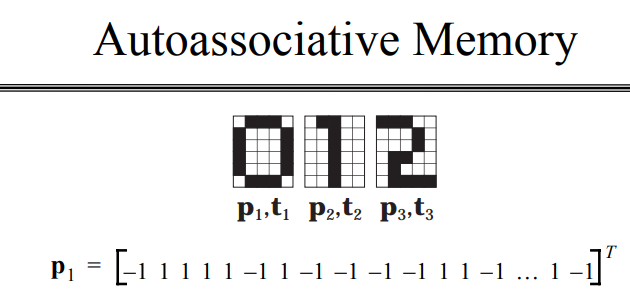 Autoassociative Memory
p₁,t₁ p₂,t₂ p₃,t₃
p₁ = [–1 1 1 1 1 –1 1 –1 –1 –1 –1 1 1 –1 … 1 –1]ᵀ